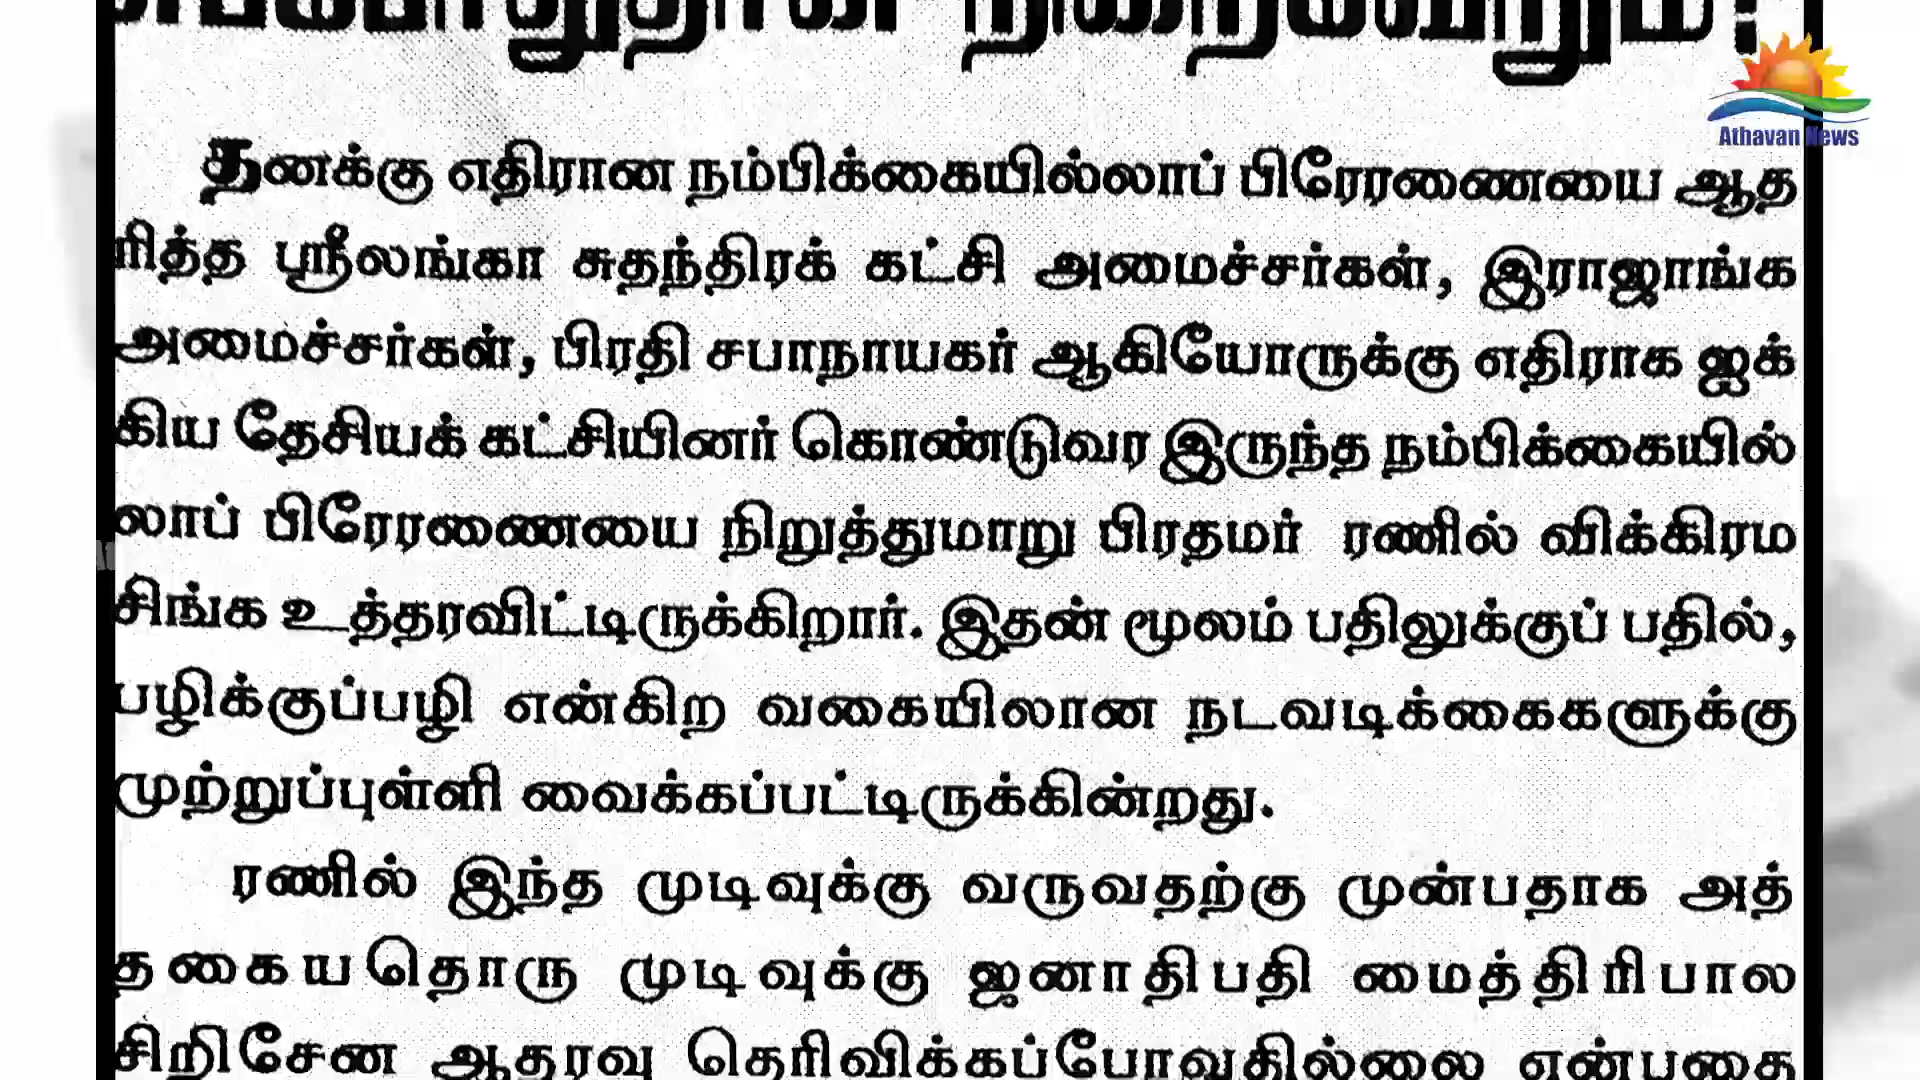 நிறைவேறும்?
Athavan News
தனக்கு எதிரான நம்பிக்கையில்லாப் பிரேரணையை ஆத
ரித்த ஸ்ரீலங்கா சுதந்திரக் கட்சி அமைச்சர்கள், இராஜாங்க
அமைச்சர்கள், பிரதி சபாநாயகர் ஆகியோருக்கு எதிராக ஐக்
கிய தேசியக் கட்சியினர் கொண்டுவர இருந்த நம்பிக்கையில்
லாப் பிரேரணையை நிறுத்துமாறு பிரதமர் ரணில் விக்கிரம
சிங்க உத்தரவிட்டிருக்கிறார். இதன் மூலம் பதிலுக்குப் பதில்,
பழிக்குப்பழி என்கிற வகையிலான நடவடிக்கைகளுக்கு
முற்றுப்புள்ளி வைக்கப்பட்டிருக்கின்றது.
ரணில் இந்த முடிவுக்கு வருவதற்கு முன்பதாக அத்
தகையதொரு முடிவுக்கு ஜனாதிபதி மைத்திரிபால
சிறிசேன ஆதரவு தெரிவிக்கப்போவதில்லை என்பதை